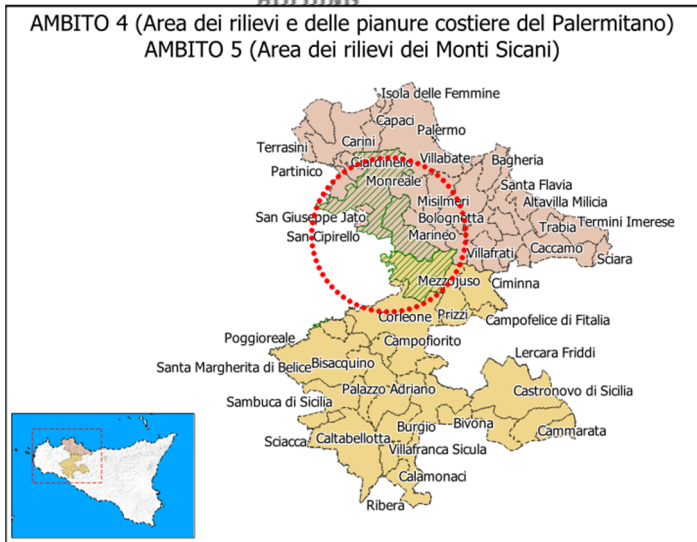 AMBITO 4 (Area dei rilievi e delle pianure costiere del Palermitano)
AMBITO 5 (Area dei rilievi dei Monti Sicani)
Isola delle Femmine
Capaci
Palermo
Carini
Terrasini
Giardinello
Villabate
Bagheria
Partinico
Monreale
Santa Flavia
Misilmeri
Altavilla Milicia
San Giuseppe Jato
Bolognetta
Trabia
Termini Imerese
San Cipirello
Marineo
Villafrati
Caccamo
Sciara
Mezzojuso
Ciminna
Corleone
Prizzi
Campofelice di Fitalia
Poggioreale
Campofiorito
Lercara Friddi
Santa Margherita di Belice
Bisacquino
Palazzo Adriano
Castronovo di Sicilia
Sambuca di Sicilia
Burgio
Bivona
Cammarata
Sciacca
Caltabellotta
Villafranca Sicula
Calamonaci
Ribera